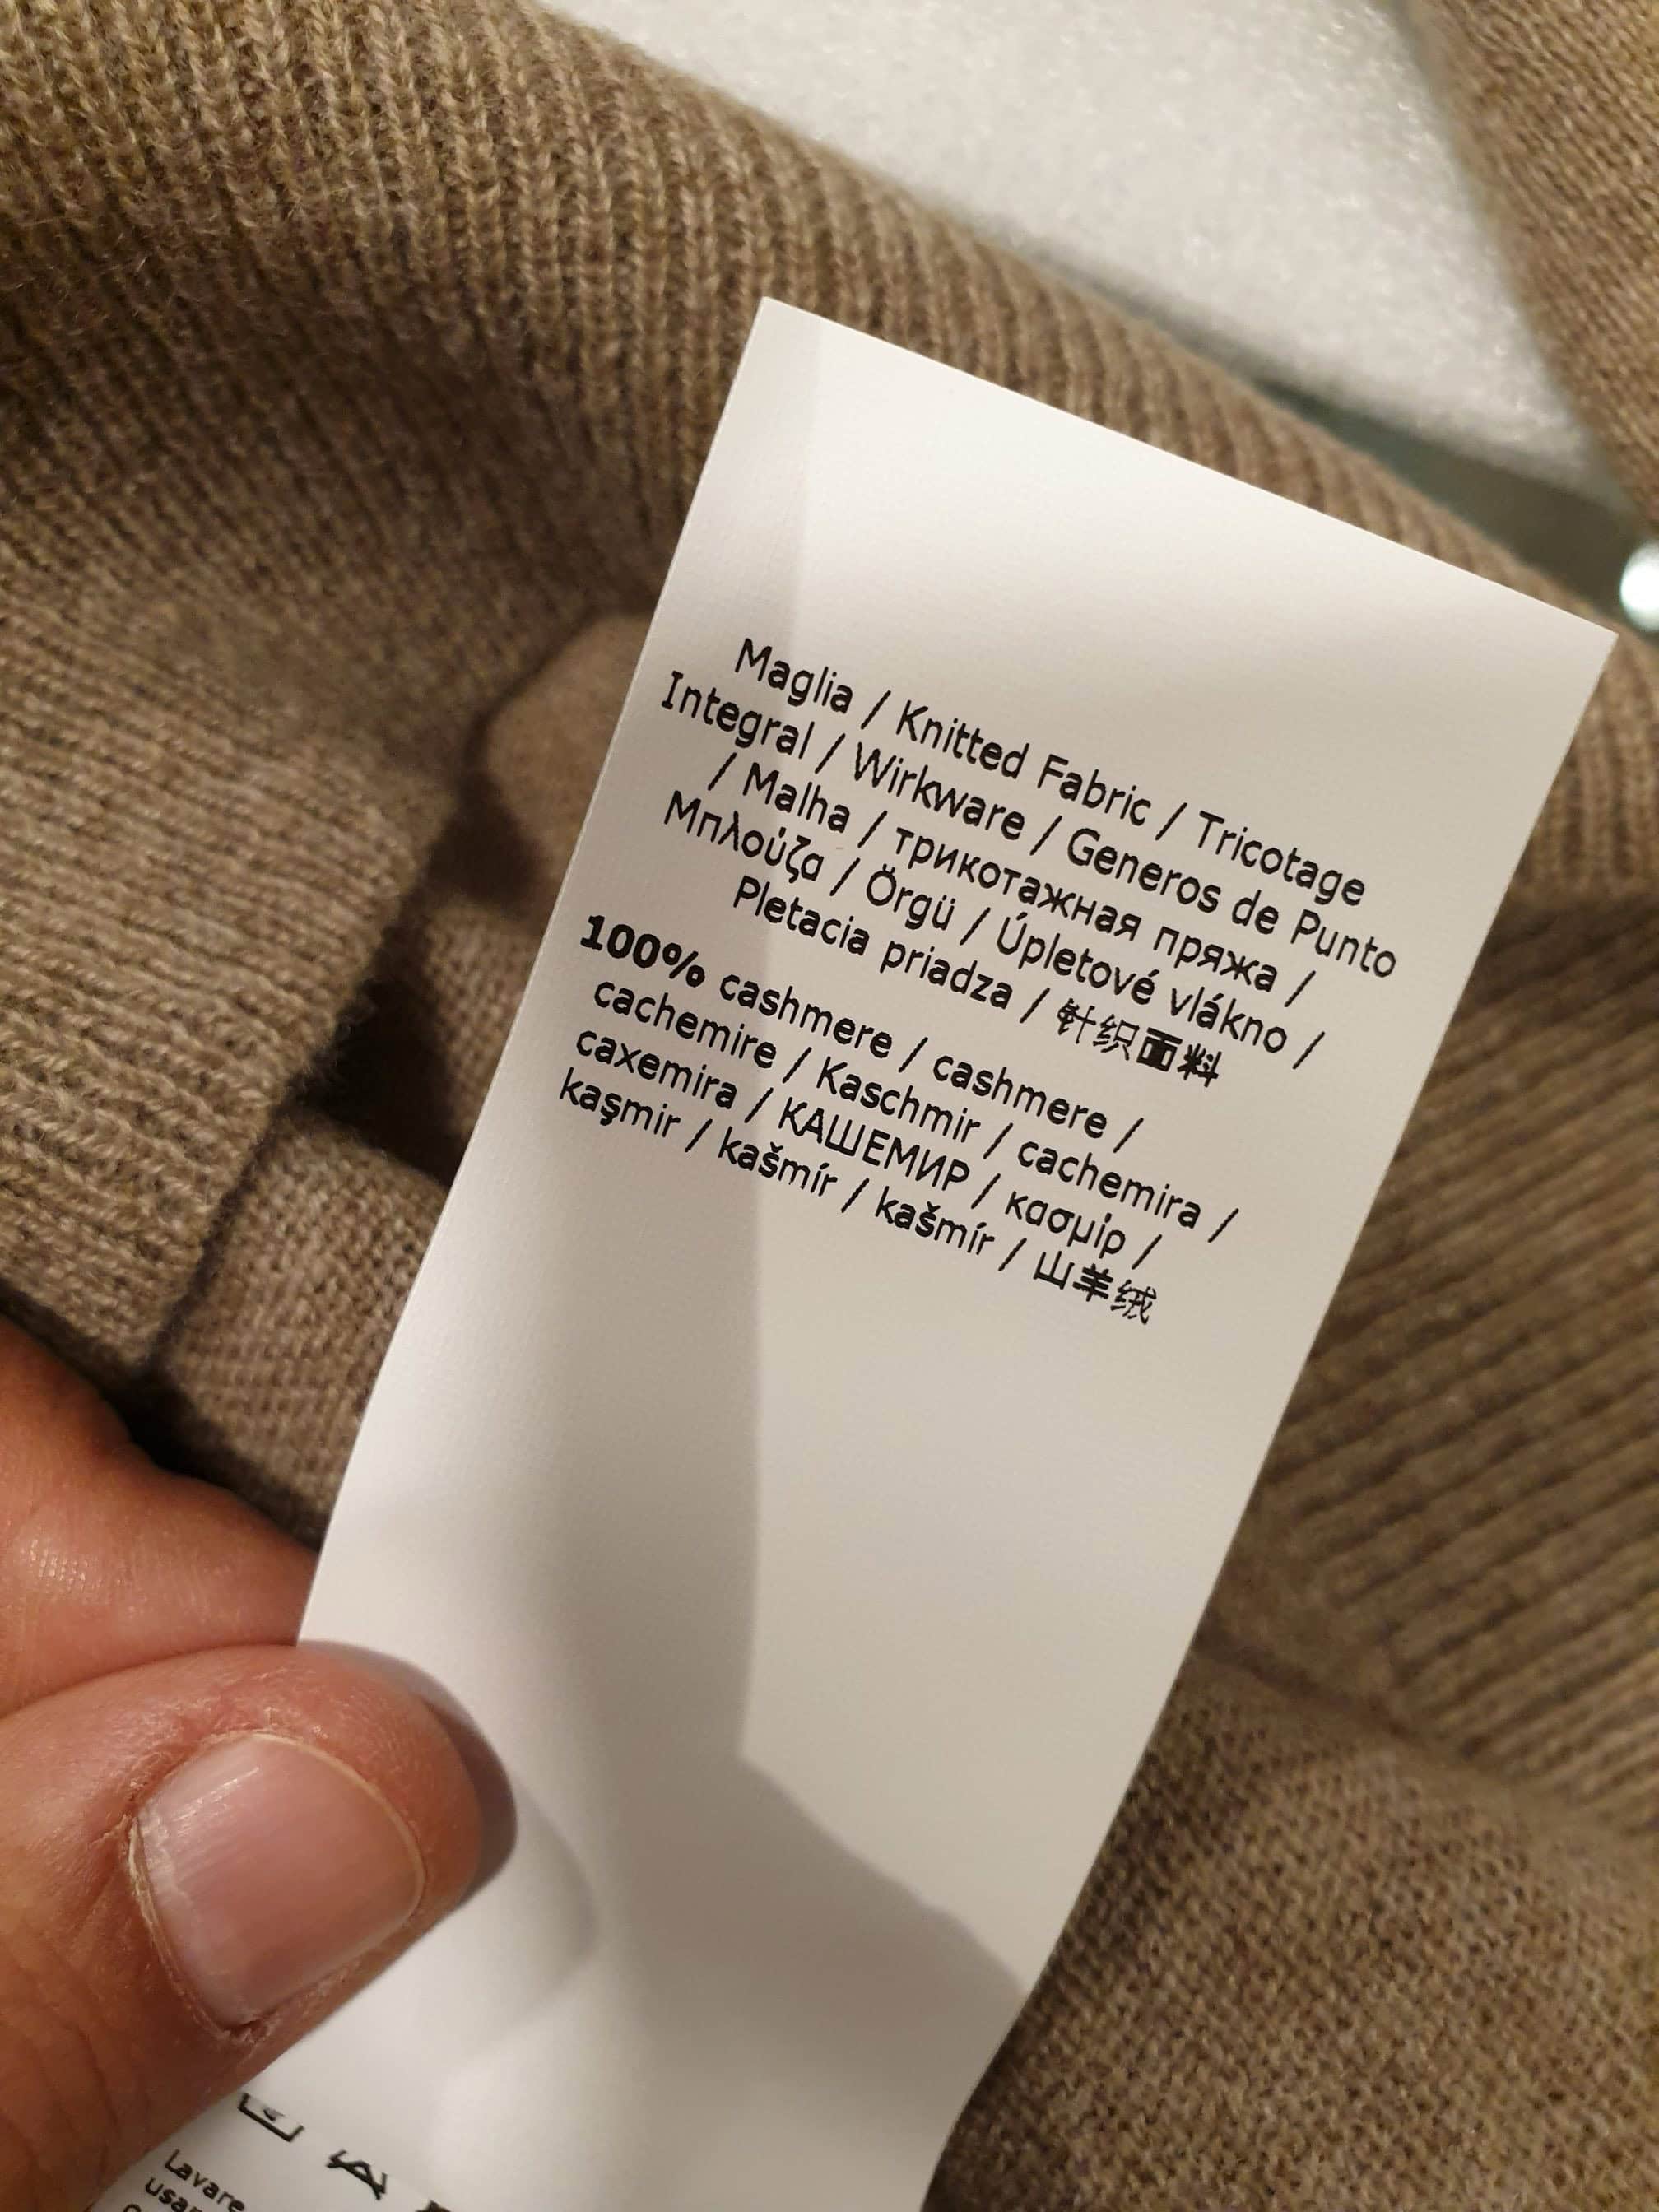 Maglia / Knitted Fabric / Tricotage
Integral / Wirkware / Generos de Punto
/ Malha / трикотажная пряжа /
Μπλούζα / Örgü / Úpletové vlákno /
Pletacia priadza / 针织面料
100% cashmere / cashmere /
cachemire / Kaschmir / cachemira /
caxemira / КАШЕМИР / κασμίρ /
kaşmir / kašmír / kašmír / 山羊绒
Lavare